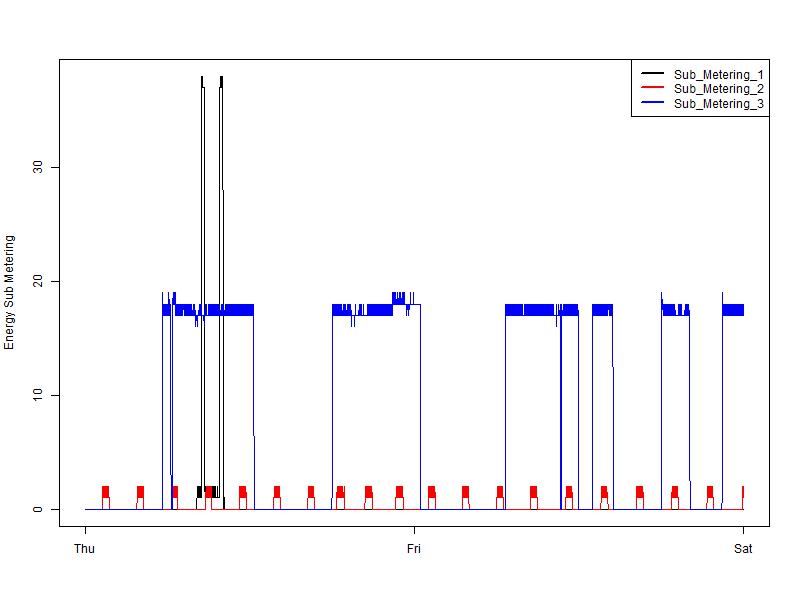 Sub_Metering_1
Sub_Metering_2
Sub_Metering_3
Energy Sub Metering
30
20
10
0
Thu
Fri
Sat